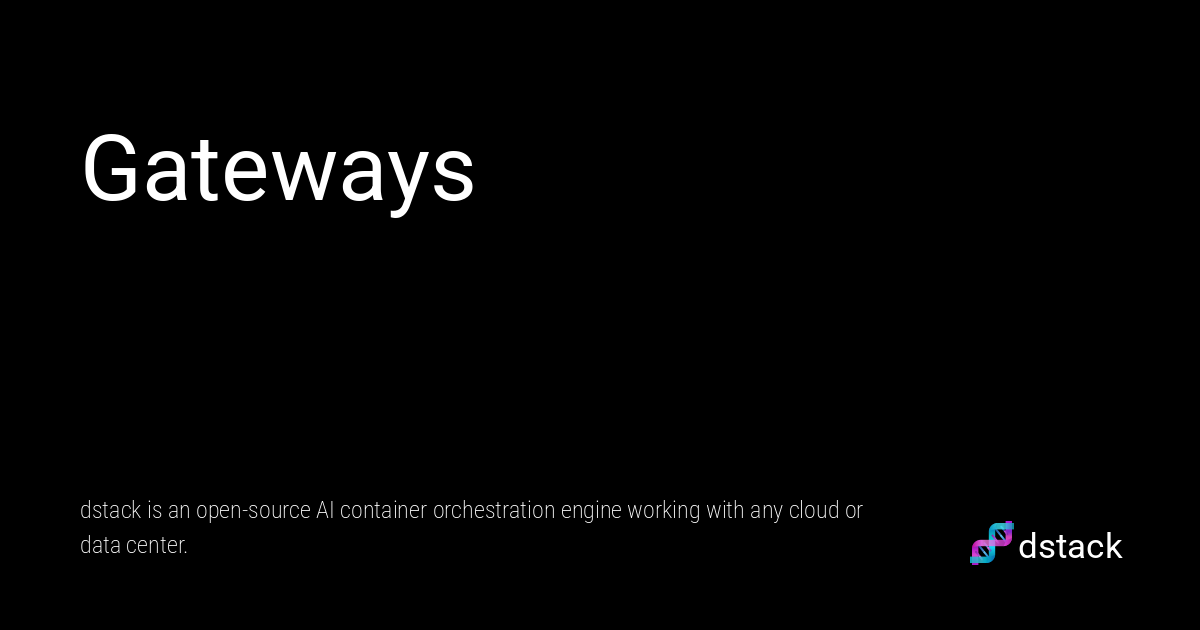 Gateways
dstack is an open-source AI container orchestration engine working with any cloud or
data center.
dstack